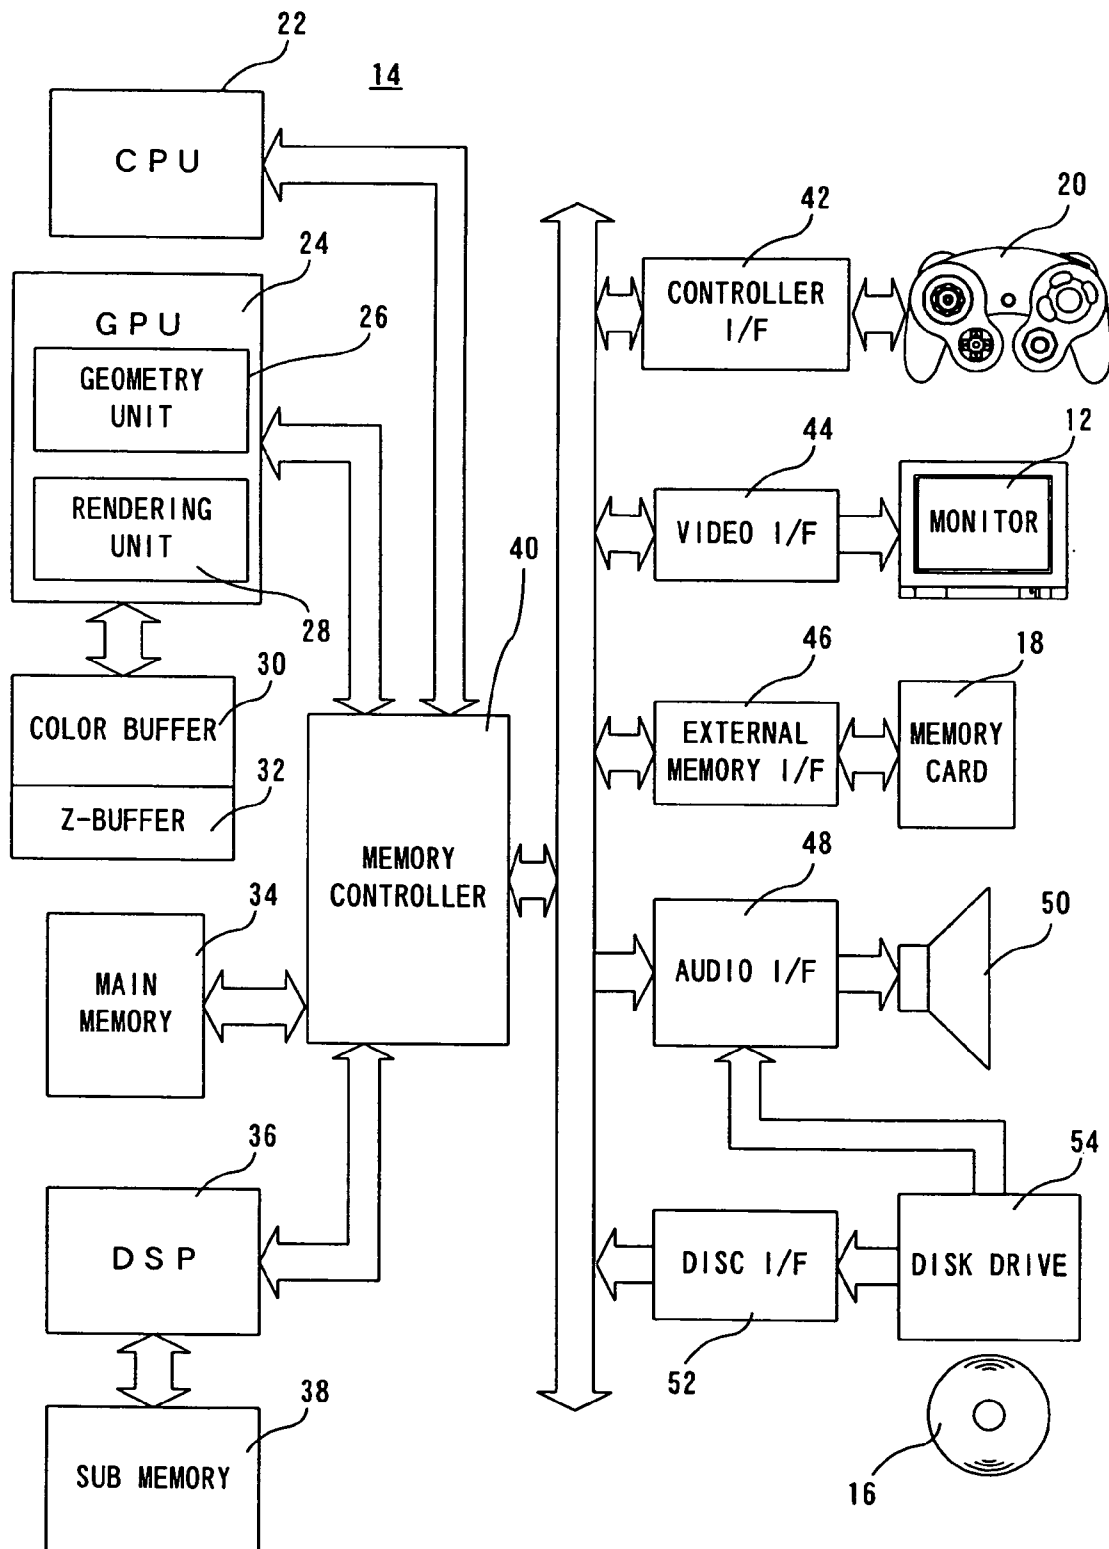 22
14
CPU
24
GPU
26
GEOMETRY
UNIT
RENDERING
UNIT
28
30
COLOR BUFFER
32
Z-BUFFER
34
MAIN
MEMORY
36
DSP
38
SUB MEMORY
40
MEMORY
CONTROLLER
42
CONTROLLER
I/F
20
44
VIDEO I/F
12
MONITOR
46
EXTERNAL
MEMORY I/F
18
MEMORY
CARD
48
AUDIO I/F
50
54
DISC I/F
DISK DRIVE
52
16